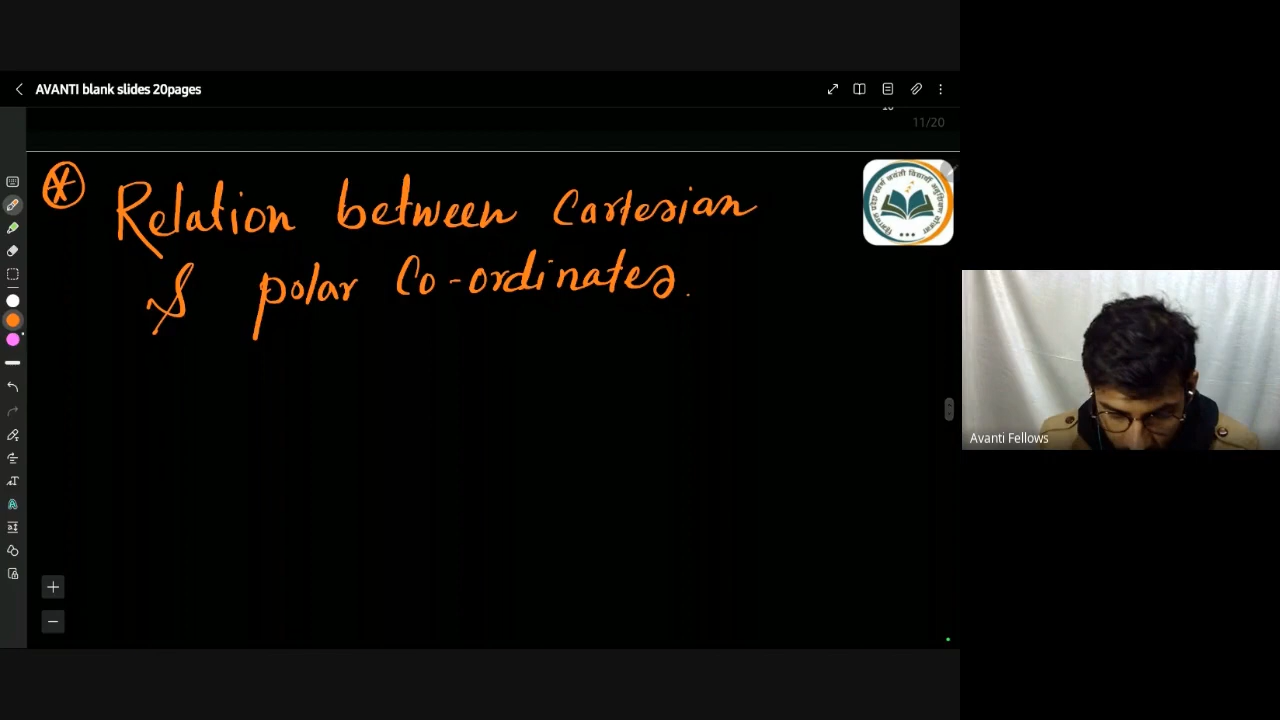 AVANTI blank slides 20pages
11/20
Relation between Cartesian
& polar Co-ordinates.
Avanti Fellows